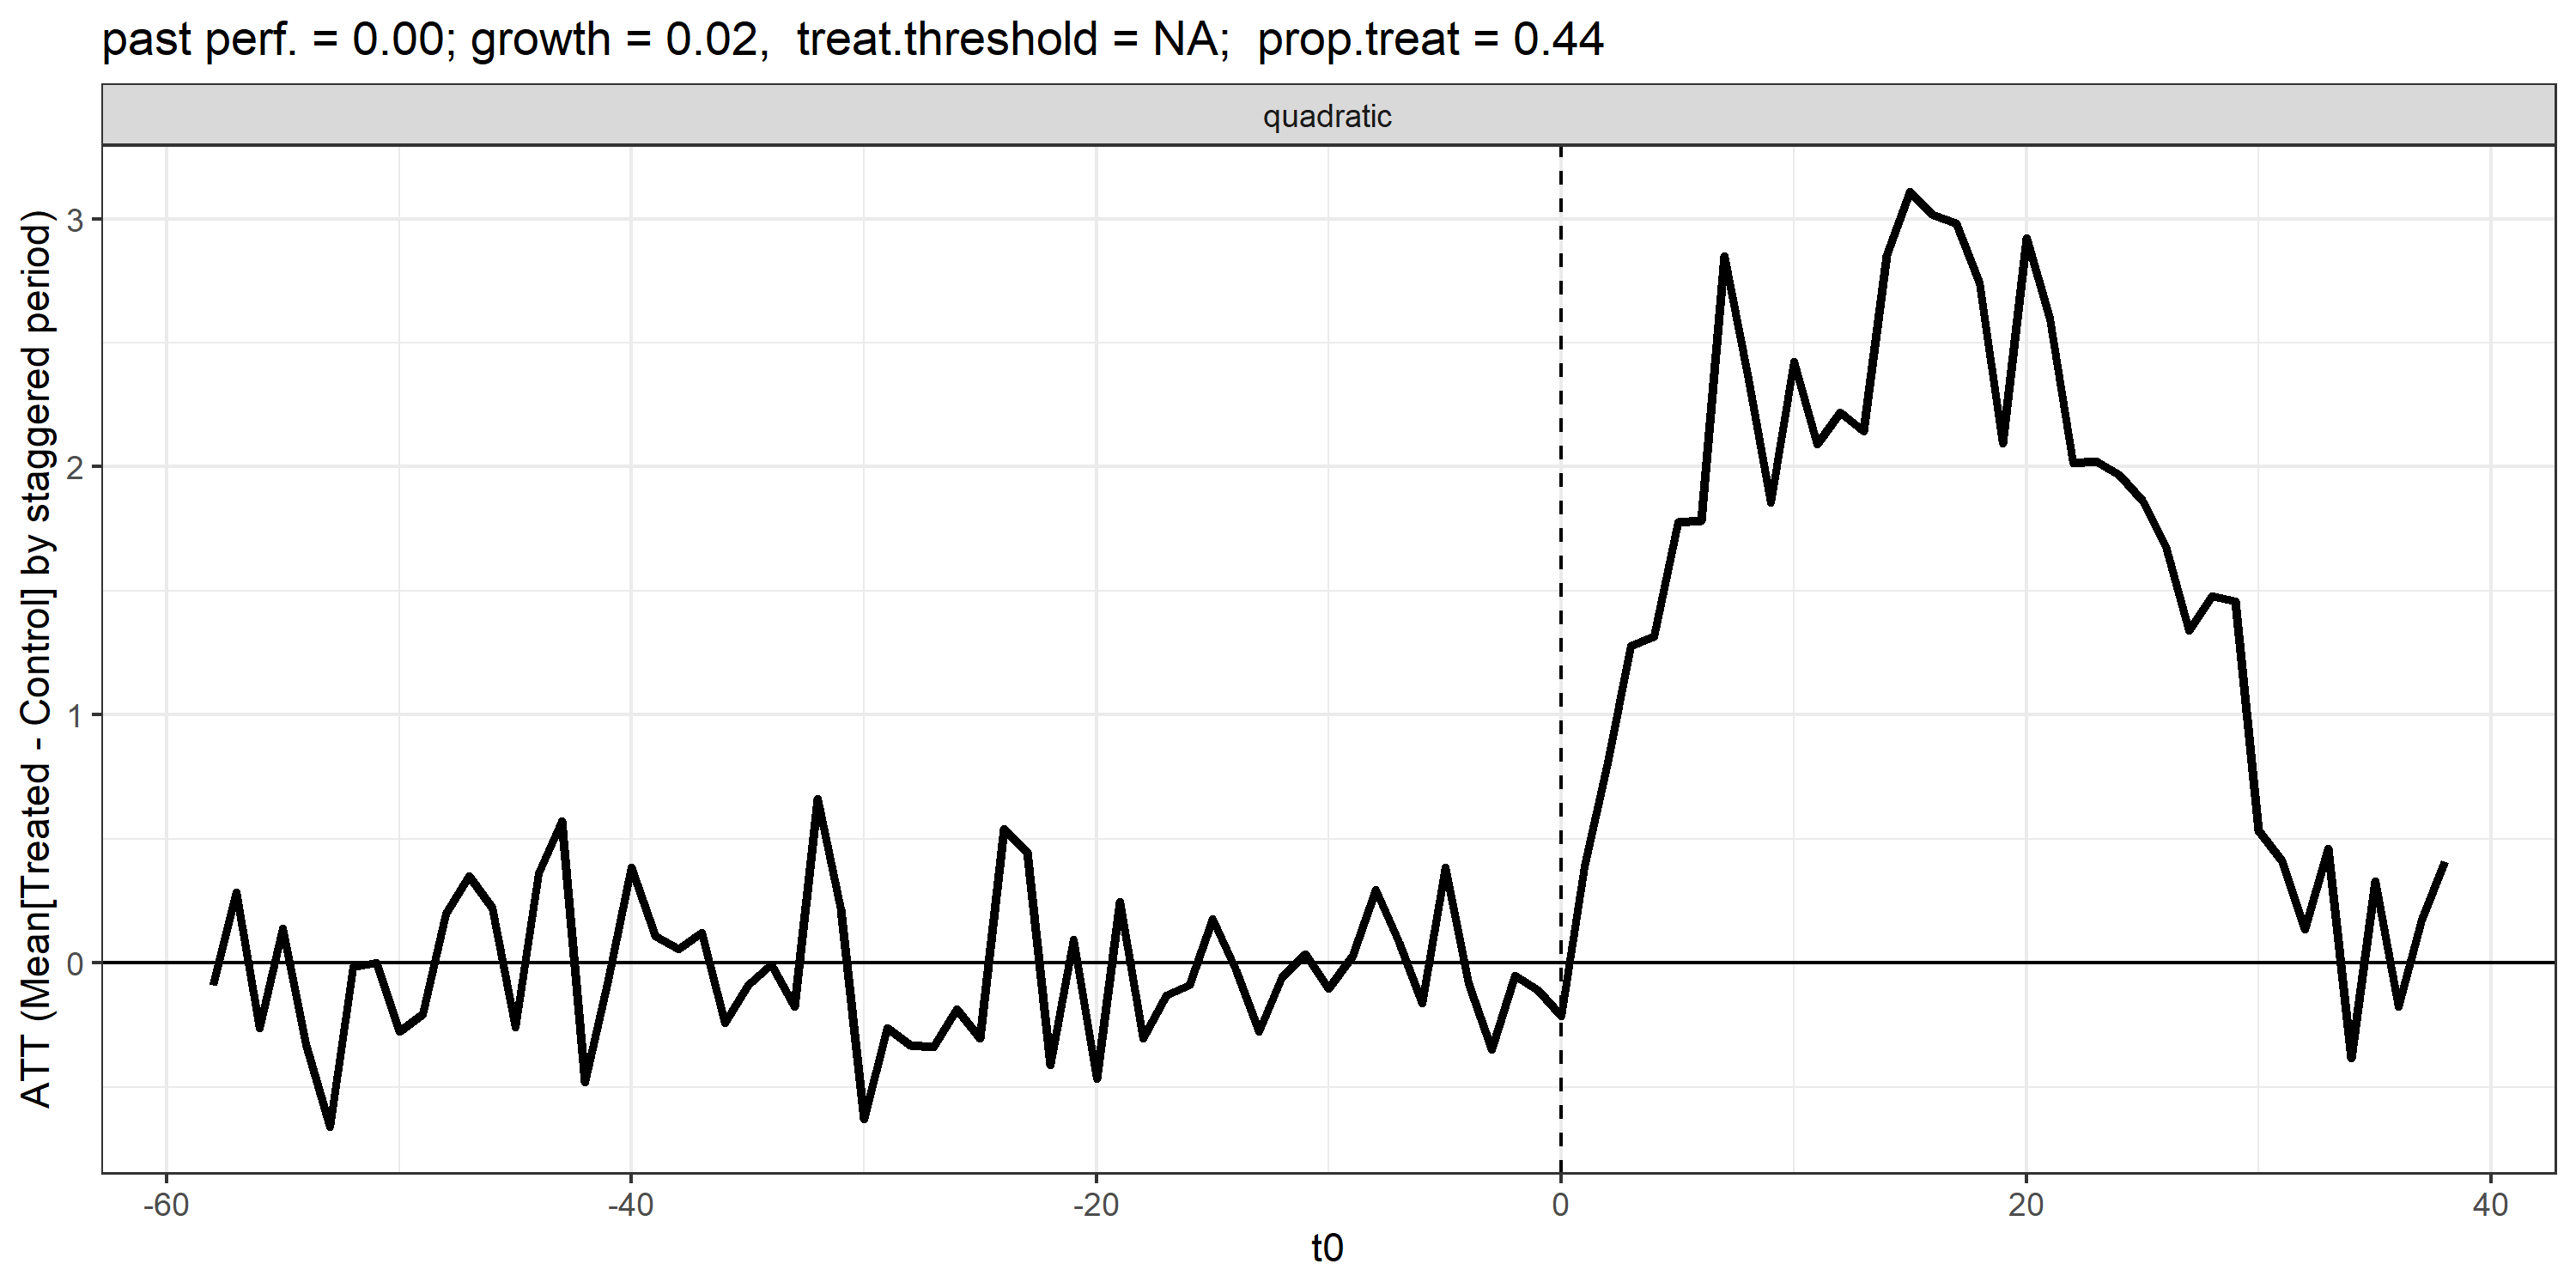 past perf. = 0.00; growth = 0.02,  treat.threshold = NA;  prop.treat = 0.44
quadratic
ATT (Mean[Treated - Control] by staggered period)
3
2
1
0
-60
-40
-20
0
20
40
t0